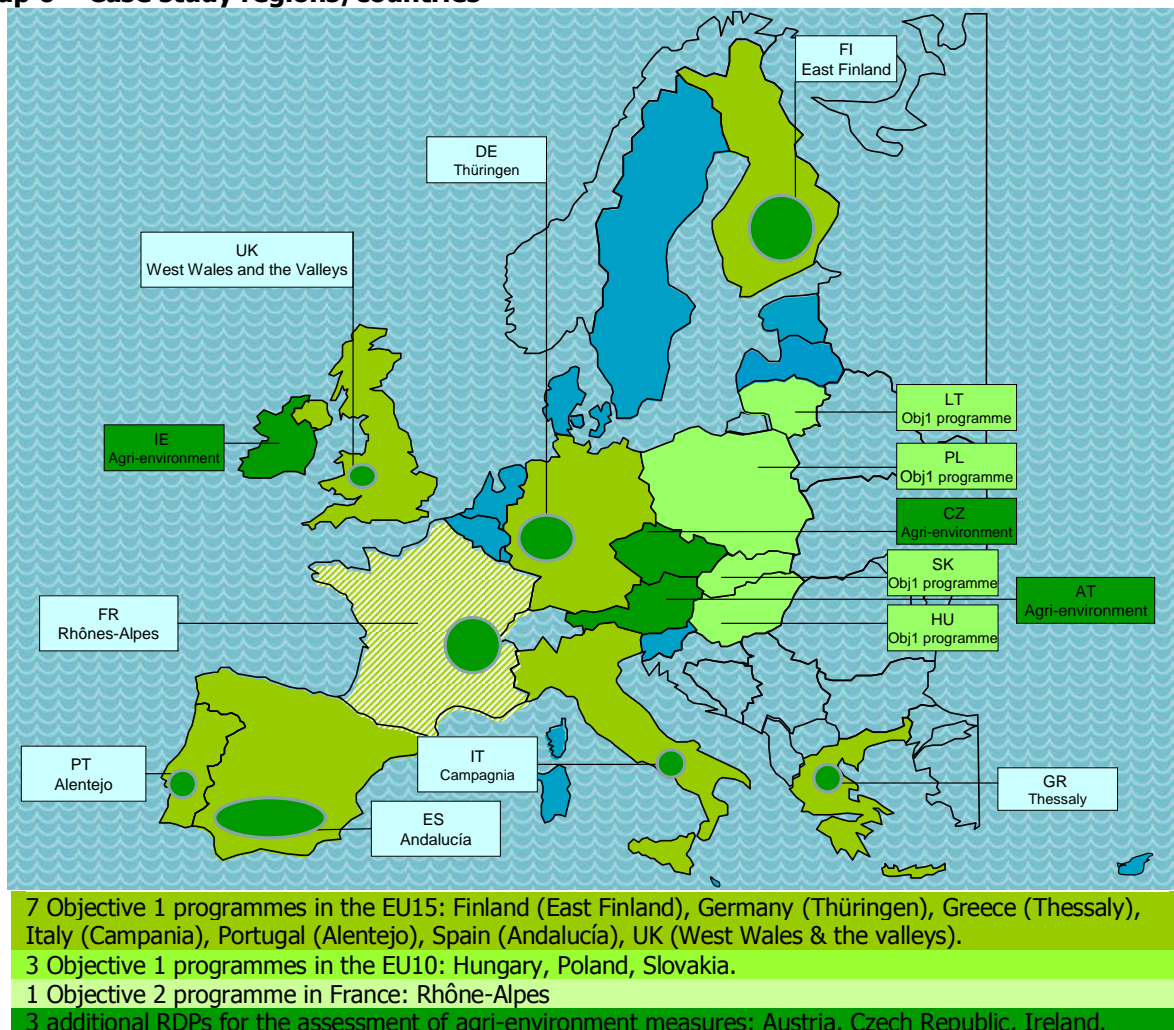 Case study regions/countries
FI
East Finland
DE
Thüringen
UK
West Wales and the Valleys
LT
Obj1 programme
IE
Agri-environment
PL
Obj1 programme
CZ
Agri-environment
SK
Obj1 programme
AT
Agri-environment
FR
Rhônes-Alpes
HU
Obj1 programme
PT
Alentejo
IT
Campagnia
GR
Thessaly
ES
Andalucía
7 Objective 1 programmes in the EU15: Finland (East Finland), Germany (Thüringen), Greece (Thessaly),
Italy (Campania), Portugal (Alentejo), Spain (Andalucía), UK (West Wales & the valleys).
3 Objective 1 programmes in the EU10: Hungary, Poland, Slovakia.
1 Objective 2 programme in France: Rhône-Alpes
3 additional RDPs for the assessment of agri-environment measures: Austria, Czech Republic, Ireland.